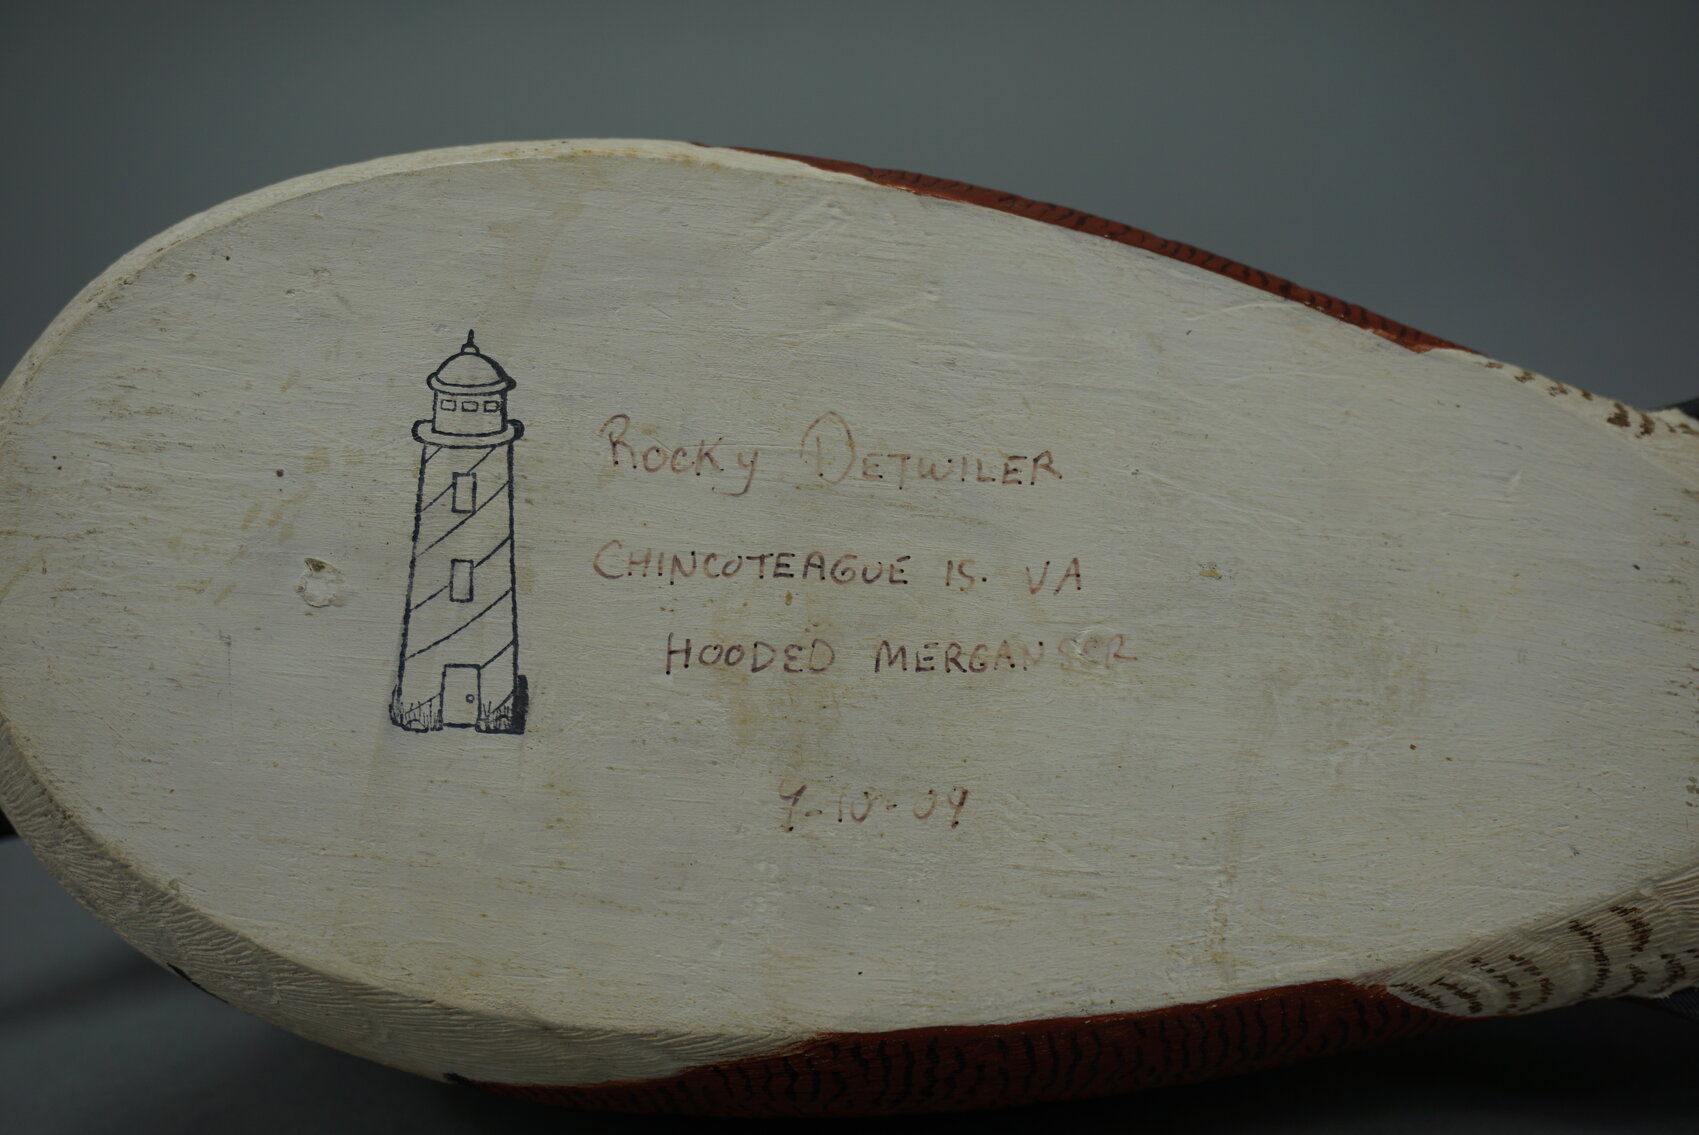 Rocky Detwiler
CHINCOTEAGUE IS. VA
HOODED MERGANSER
9-10-09